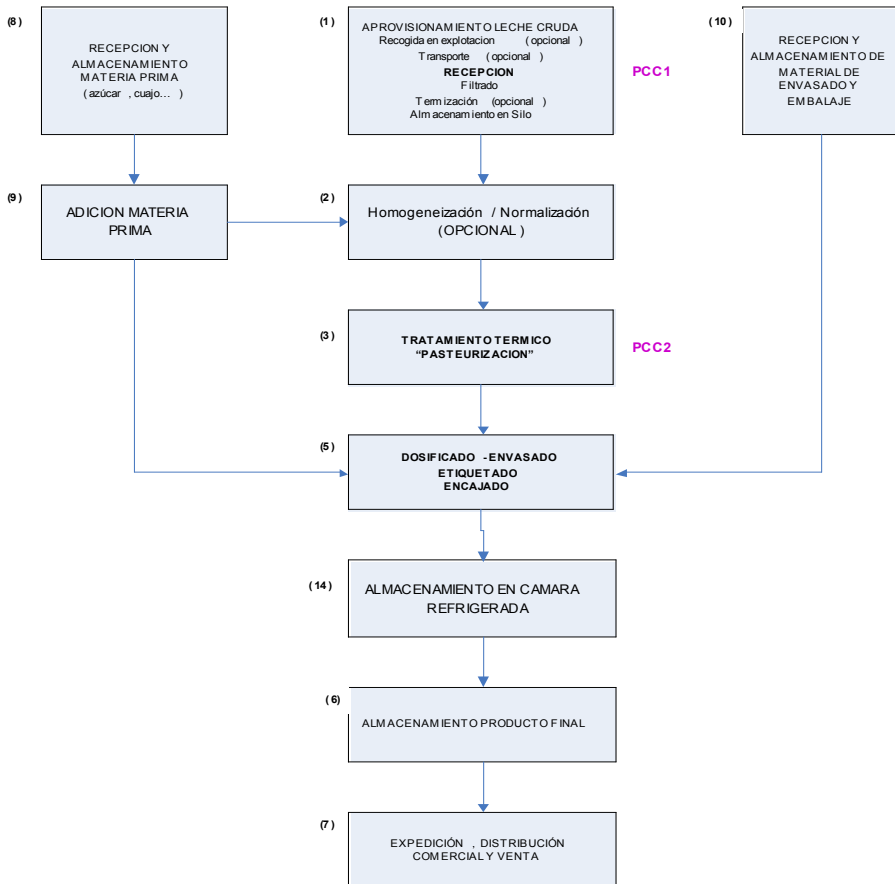 (8)
RECEPCION Y
ALMACENAMIENTO
MATERIA PRIMA
(azúcar , cuajo... )
(1)
APROVISIONAMIENTO LECHE CRUDA
Recogida en explotacion (opcional )
Transporte (opcional )
RECEPCION
Filtrado
Termización (opcional )
Almacenamiento en Silo
PCC1
(10)
RECEPCION Y
ALMACENAMIENTO DE
MATERIAL DE
ENVASADO Y
EMBALAJE
(9)
ADICION MATERIA
PRIMA
(2)
Homogeneización / Normalización
(OPCIONAL )
(3)
TRATAMIENTO TERMICO
“PASTEURIZACION”
PCC2
(5)
DOSIFICADO - ENVASADO
ETIQUETADO
ENCAJADO
(14)
ALMACENAMIENTO EN CAMARA
REFRIGERADA
(6)
ALMACENAMIENTO PRODUCTO FINAL
(7)
EXPEDICIÓN , DISTRIBUCIÓN
COMERCIAL Y VENTA